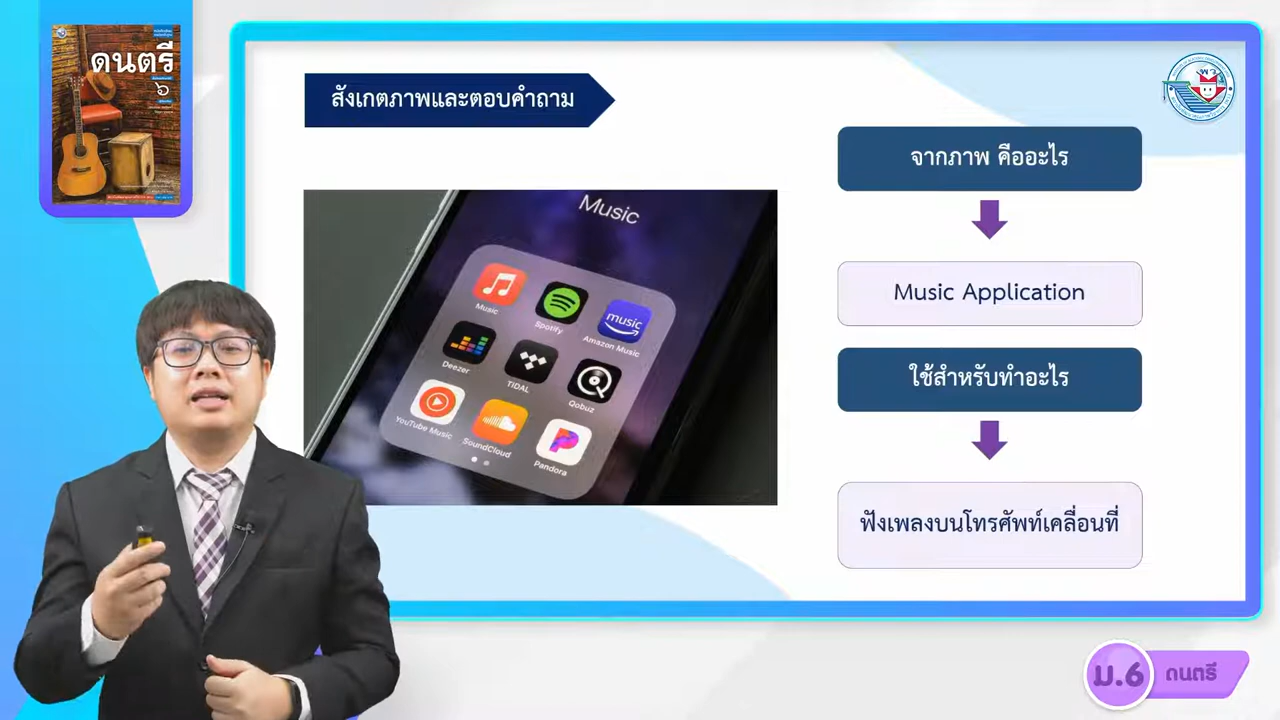 ดนตรี
๖
สังเกตภาพและตอบคำถาม
พว
จากภาพ คืออะไร
Music Application
ใช้สำหรับทำอะไร
ฟังเพลงบนโทรศัพท์เคลื่อนที่
Music
Music
Spotify
music
Amazon Music
Deezer
TIDAL
Qobuz
YouTube Music
SoundCloud
Pandora
ม.6
ดนตรี